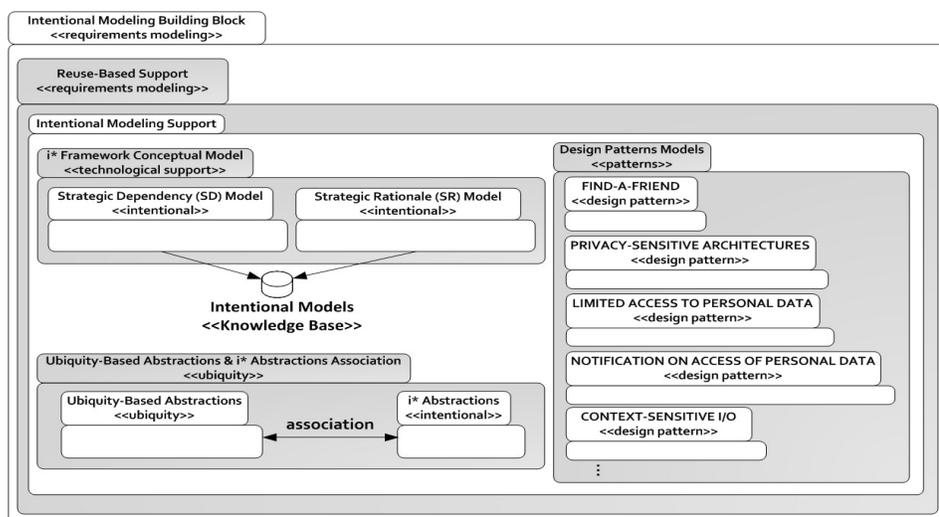 Intentional Modeling Building Block
<<requirements modeling>>
Reuse-Based Support
<<requirements modeling>>
Intentional Modeling Support
i* Framework Conceptual Model
<<technological support>>
Strategic Dependency (SD) Model
<<intentional>>
Strategic Rationale (SR) Model
<<intentional>>
Intentional Models
<<Knowledge Base>>
Ubiquity-Based Abstractions & i* Abstractions Association
<<ubiquity>>
Ubiquity-Based Abstractions
<<ubiquity>>
association
i* Abstractions
<<intentional>>
Design Patterns Models
<<patterns>>
FIND-A-FRIEND
<<design pattern>>
PRIVACY-SENSITIVE ARCHITECTURES
<<design pattern>>
LIMITED ACCESS TO PERSONAL DATA
<<design pattern>>
NOTIFICATION ON ACCESS OF PERSONAL DATA
<<design pattern>>
CONTEXT-SENSITIVE I/O
<<design pattern>>
⋮